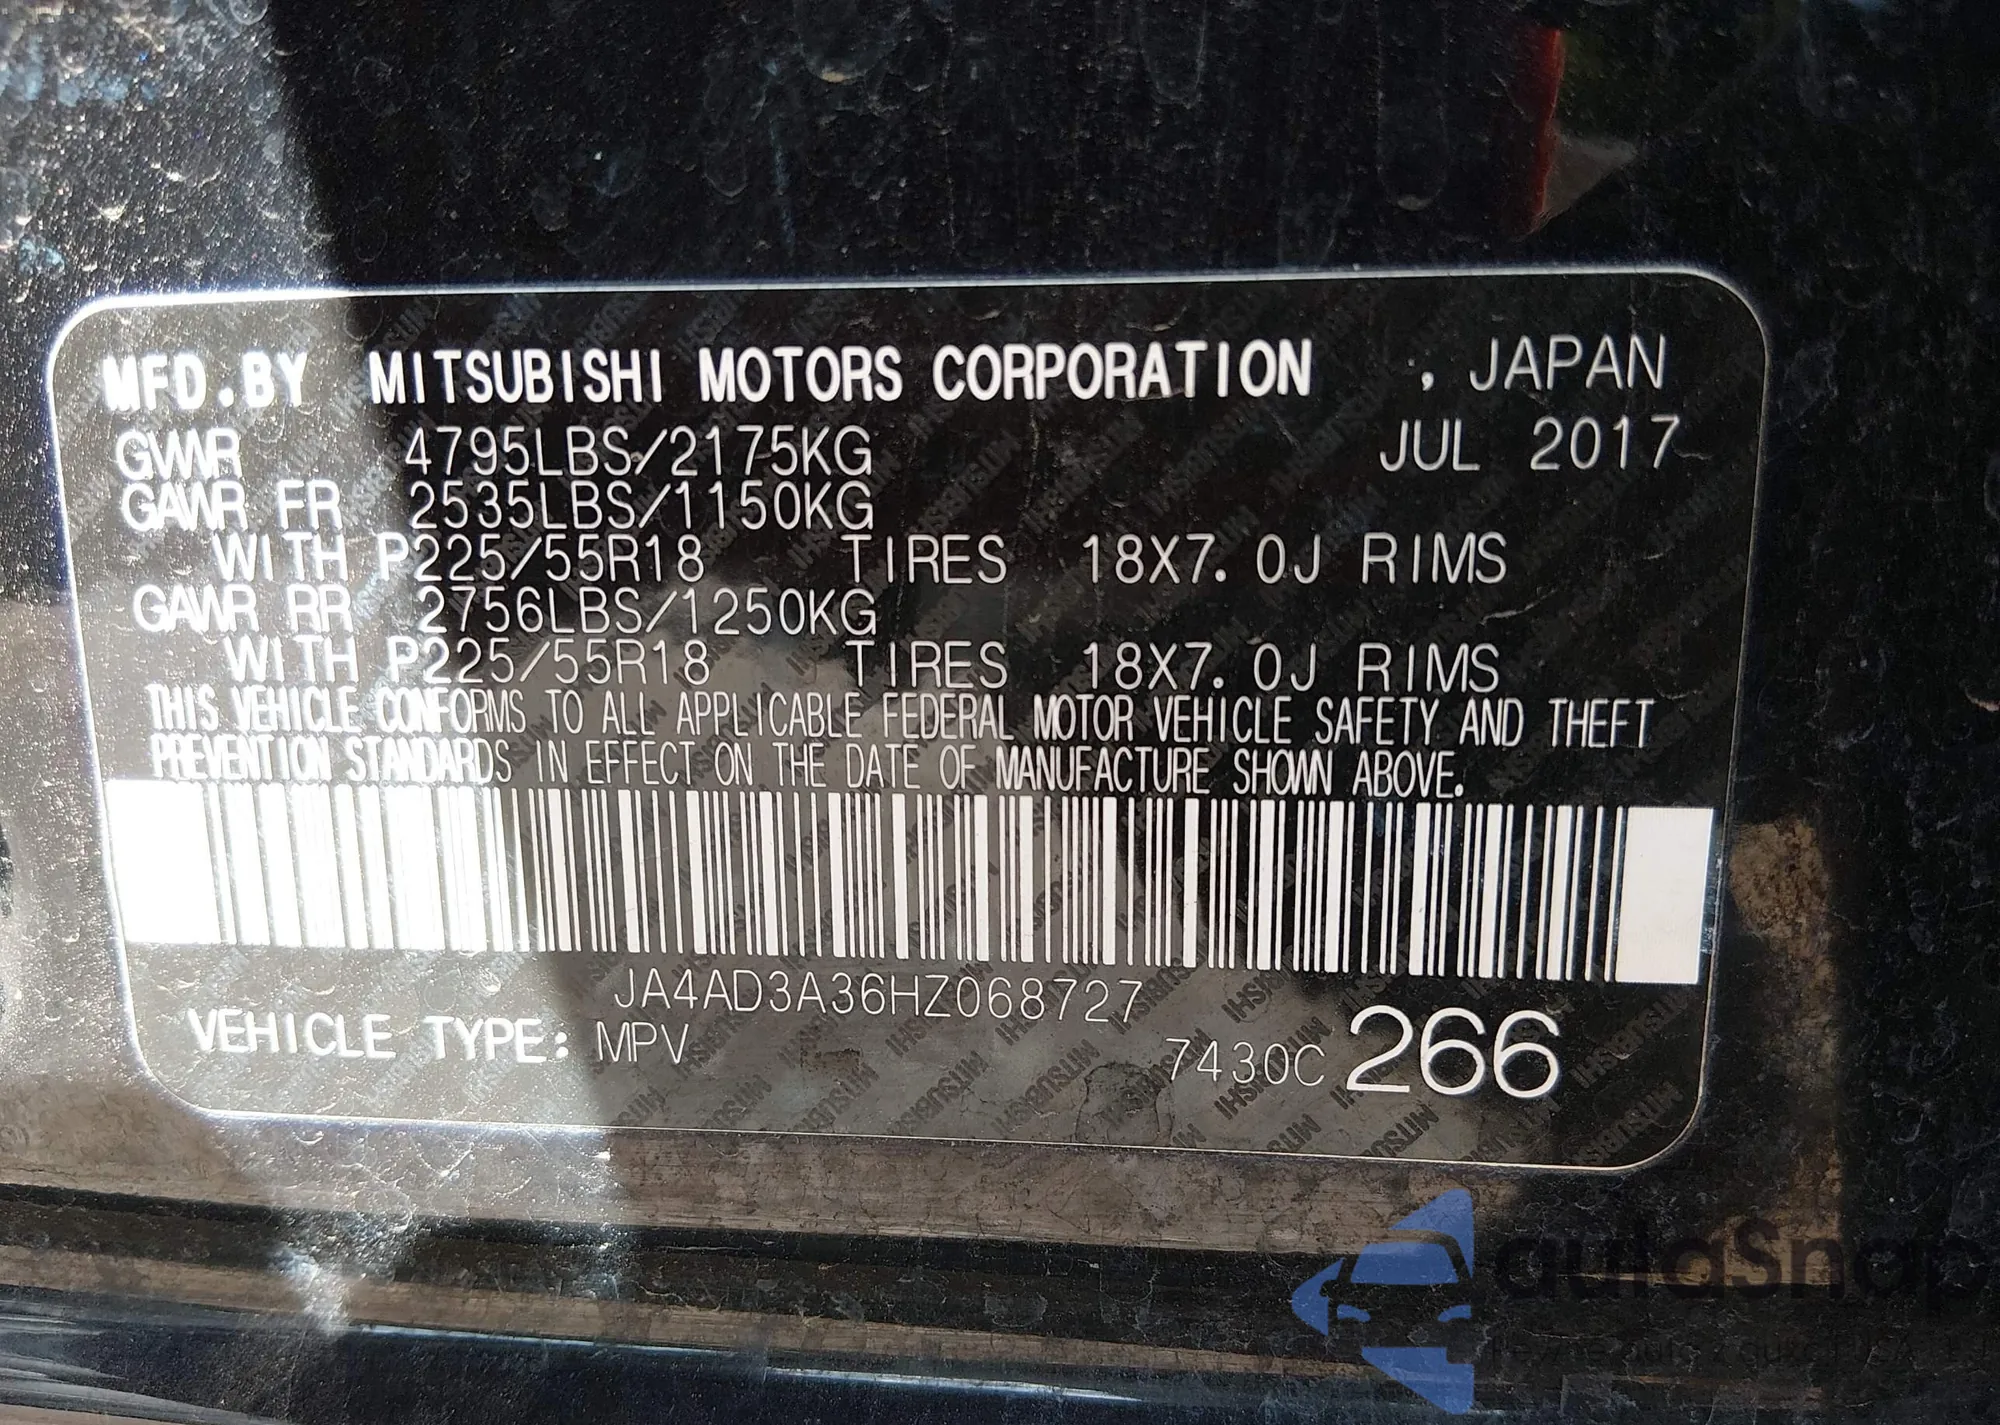 MFD.BY MITSUBISHI MOTORS CORPORATION , JAPAN
GVWR 4795LBS/2175KG JUL 2017
GAWR FR 2535LBS/1150KG
WITH P225/55R18 TIRES 18X7.0J RIMS
GAWR RR 2756LBS/1250KG
WITH P225/55R18 TIRES 18X7.0J RIMS
THIS VEHICLE CONFORMS TO ALL APPLICABLE FEDERAL MOTOR VEHICLE SAFETY AND THEFT
PREVENTION STANDARDS IN EFFECT ON THE DATE OF MANUFACTURE SHOWN ABOVE.
JA4AD3A36HZ068727
VEHICLE TYPE: MPV 7430C 266
autaSnap